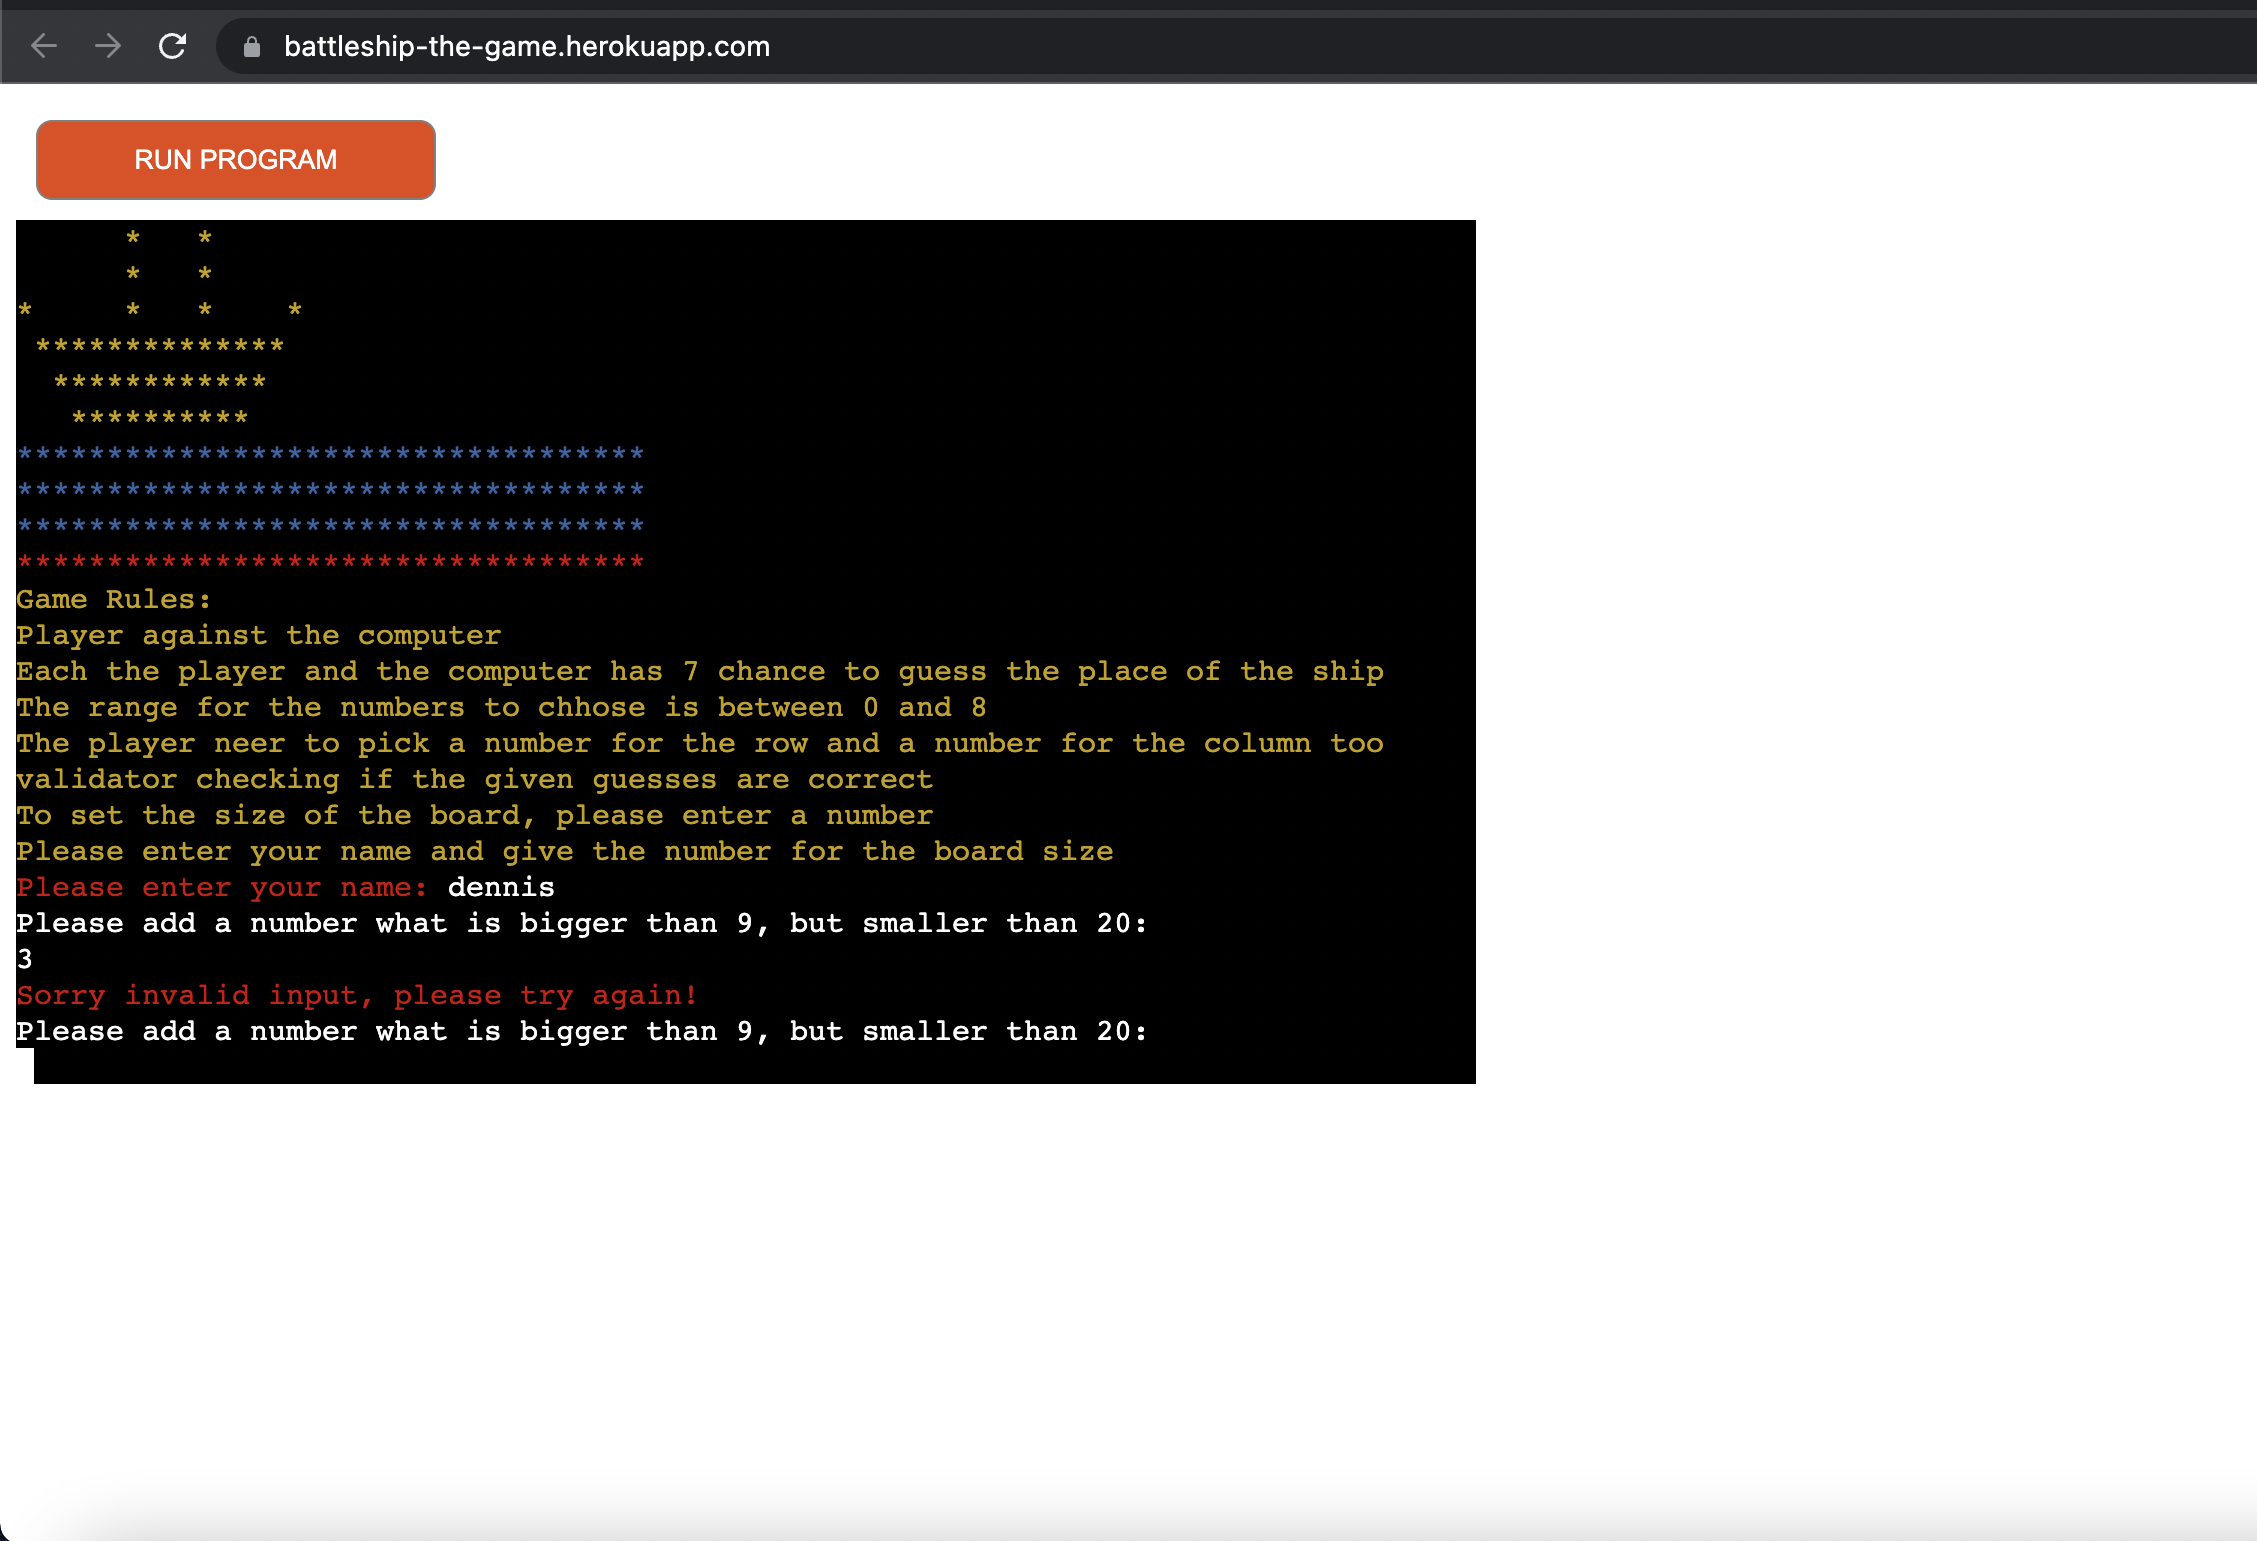 battleship-the-game.herokuapp.com
RUN PROGRAM
* *
* *
* * * *
**************
************
**********
***********************************
***********************************
***********************************
***********************************
Game Rules:
Player against the computer
Each the player and the computer has 7 chance to guess the place of the ship
The range for the numbers to chhose is between 0 and 8
The player neer to pick a number for the row and a number for the column too
validator checking if the given guesses are correct
To set the size of the board, please enter a number
Please enter your name and give the number for the board size
Please enter your name: dennis
Please add a number what is bigger than 9, but smaller than 20:
3
Sorry invalid input, please try again!
Please add a number what is bigger than 9, but smaller than 20: